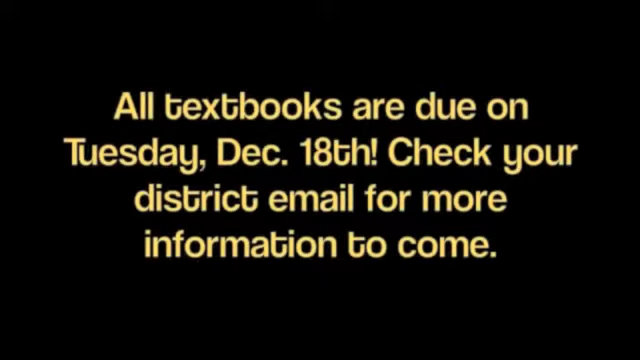 All textbooks are due on
Tuesday, Dec. 18th! Check your
district email for more
information to come.